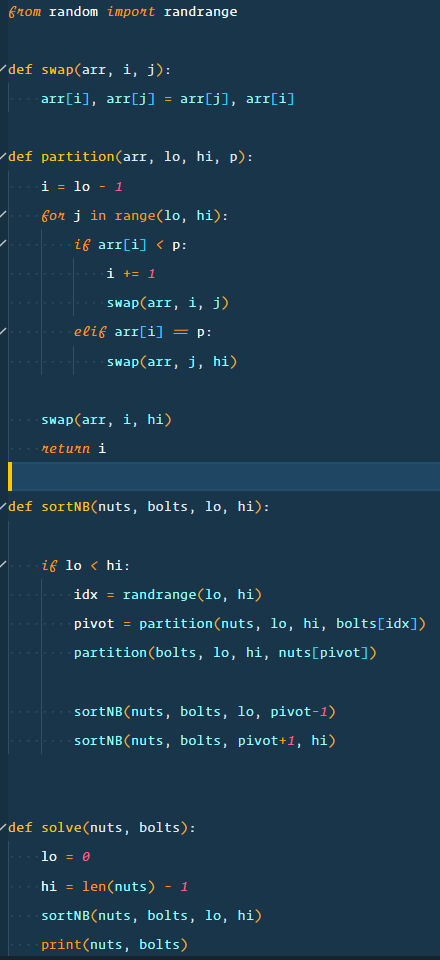 from random import randrange
def swap(arr, i, j):
    arr[i], arr[j] = arr[j], arr[i]
def partition(arr, lo, hi, p):
    i = lo - 1
    for j in range(lo, hi):
        if arr[i] < p:
            i += 1
            swap(arr, i, j)
        elif arr[i] == p:
            swap(arr, j, hi)
    swap(arr, i, hi)
    return i
def sortNB(nuts, bolts, lo, hi):
    if lo < hi:
        idx = randrange(lo, hi)
        pivot = partition(nuts, lo, hi, bolts[idx])
        partition(bolts, lo, hi, nuts[pivot])
        sortNB(nuts, bolts, lo, pivot-1)
        sortNB(nuts, bolts, pivot+1, hi)
def solve(nuts, bolts):
    lo = 0
    hi = len(nuts) - 1
    sortNB(nuts, bolts, lo, hi)
    print(nuts, bolts)